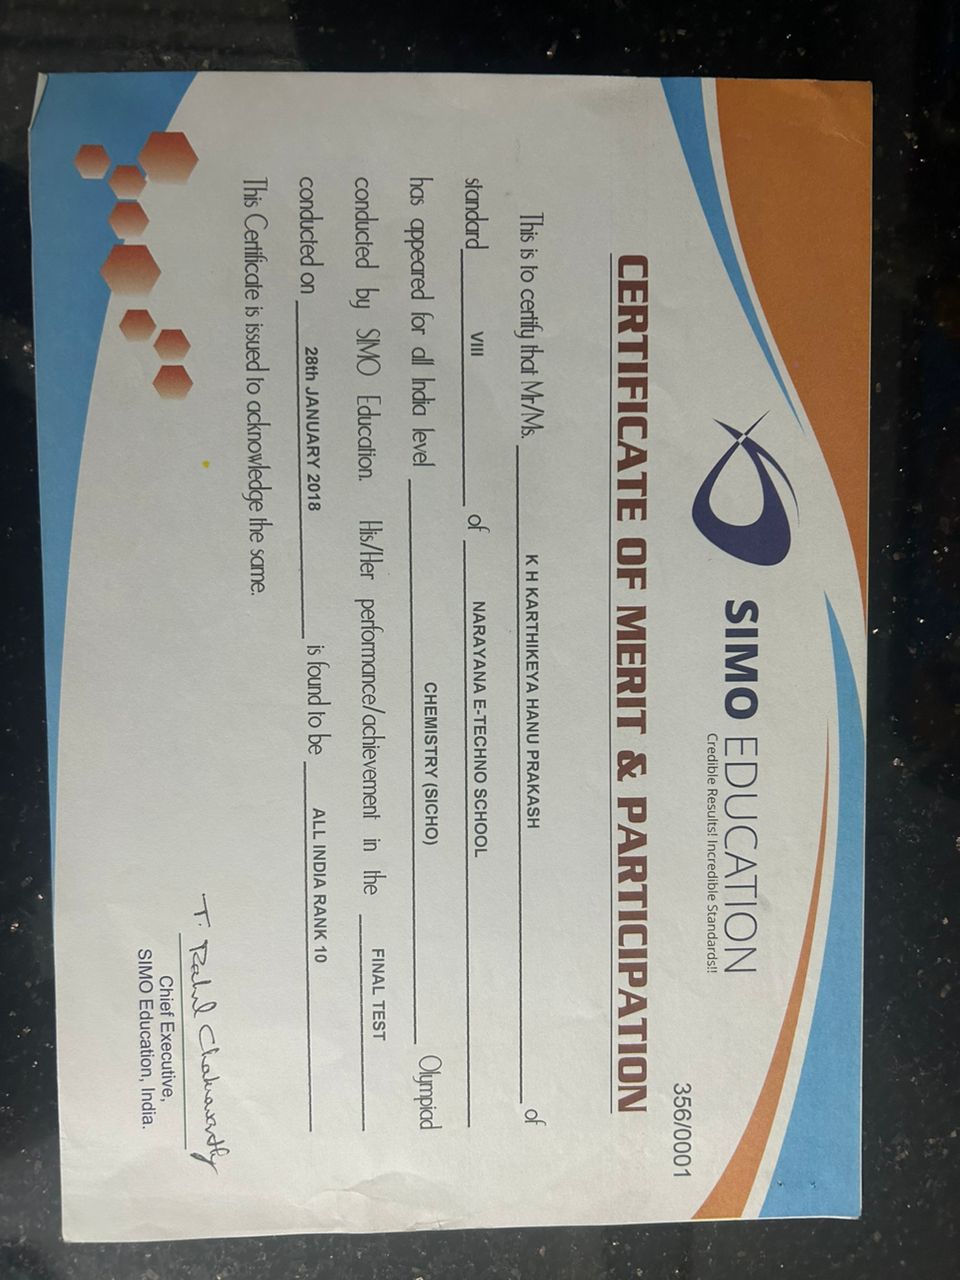 SIMO EDUCATION
Credible Results! Incredible Standards!!
356/0001
CERTIFICATE OF MERIT & PARTICIPATION
This is to certify that Mr/Ms. K H KARTHIKEYA HANU PRAKASH of
standard VIII of NARAYANA E-TECHNO SCHOOL
has appeared for all India level CHEMISTRY (SICHO) Olympiad
conducted by SIMO Education. His/Her performance/achievement in the FINAL TEST
conducted on 28th JANUARY 2018 is found to be ALL INDIA RANK 10
This Certificate is issued to acknowledge the same.
T. Rahul Chakravarthy
Chief Executive,
SIMO Education, India.